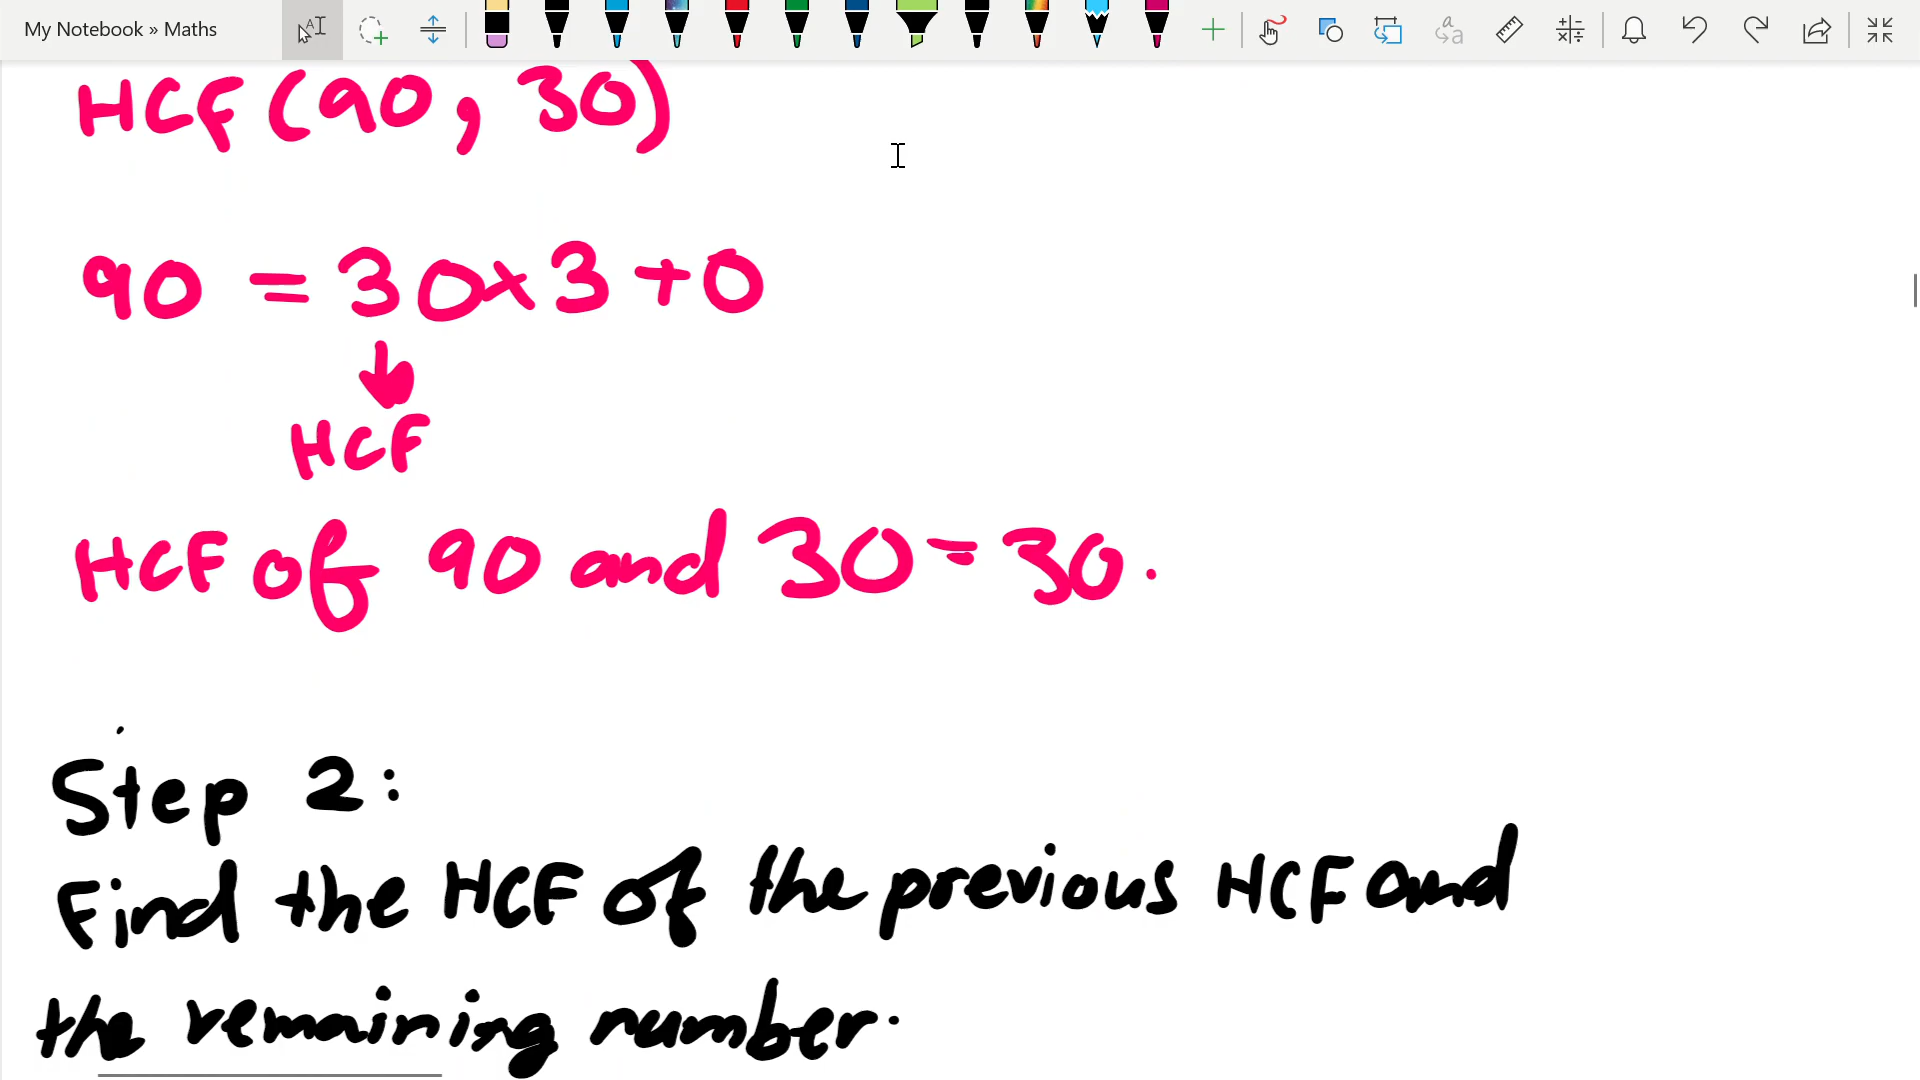 My Notebook » Maths
HCF (90, 30)
90 = 30 × 3 + 0
HCF
HCF of 90 and 30 = 30.
Step 2:
Find the HCF of the previous HCF and
the remaining number.